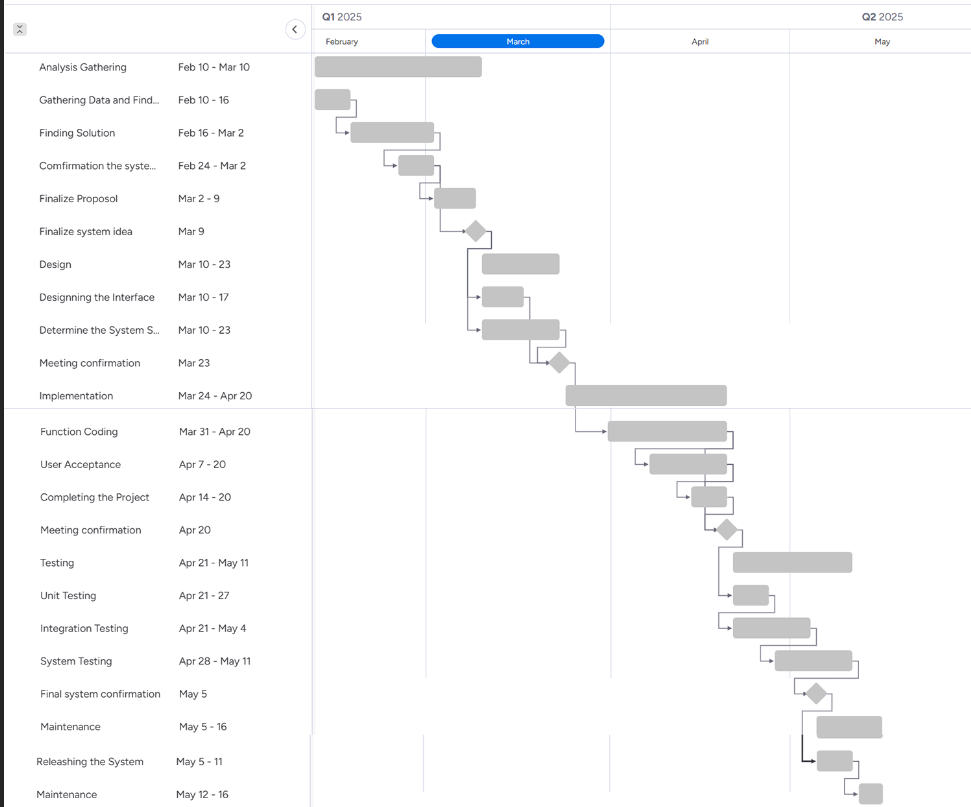 Q1 2025
Q2 2025
February
March
April
May
Analysis Gathering Feb 10 - Mar 10
Gathering Data and Find... Feb 10 - 16
Finding Solution Feb 16 - Mar 2
Comfirmation the syste... Feb 24 - Mar 2
Finalize Proposol Mar 2 - 9
Finalize system idea Mar 9
Design Mar 10 - 23
Designning the Interface Mar 10 - 17
Determine the System S... Mar 10 - 23
Meeting confirmation Mar 23
Implementation Mar 24 - Apr 20
Function Coding Mar 31 - Apr 20
User Acceptance Apr 7 - 20
Completing the Project Apr 14 - 20
Meeting confirmation Apr 20
Testing Apr 21 - May 11
Unit Testing Apr 21 - 27
Integration Testing Apr 21 - May 4
System Testing Apr 28 - May 11
Final system confirmation May 5
Maintenance May 5 - 16
Releashing the System May 5 - 11
Maintenance May 12 - 16